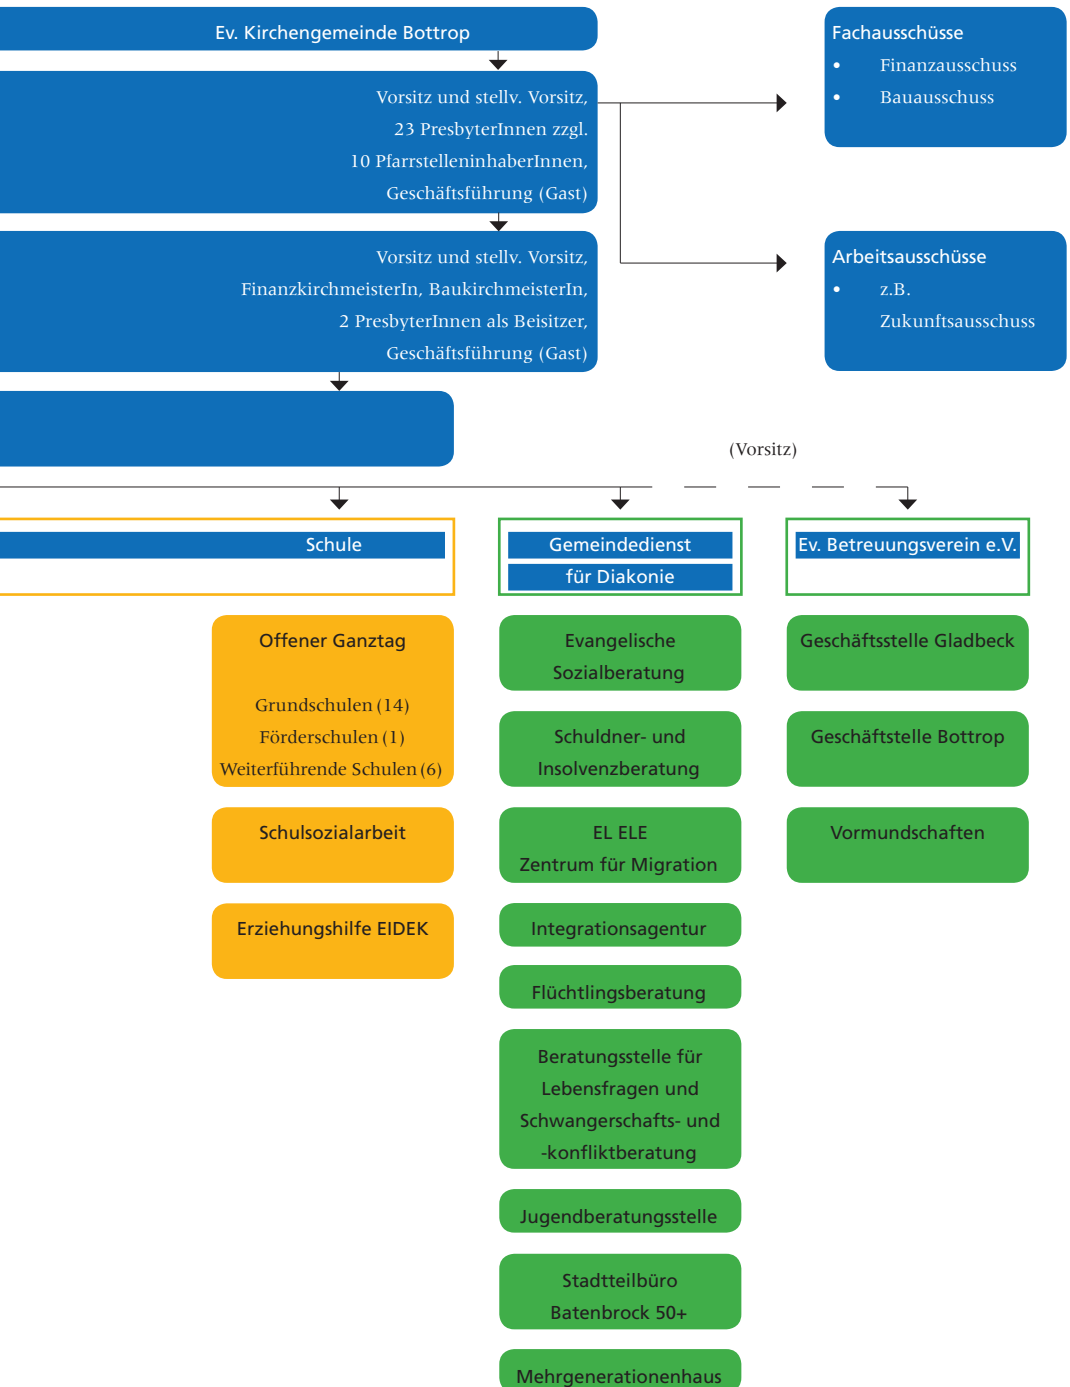 Ev. Kirchengemeinde Bottrop
Fachausschüsse
• Finanzausschuss
• Bauausschuss
Vorsitz und stellv. Vorsitz,
23 PresbyterInnen zzgl.
10 PfarrstelleninhaberInnen,
Geschäftsführung (Gast)
Vorsitz und stellv. Vorsitz,
FinanzkirchmeisterIn, BaukirchmeisterIn,
2 PresbyterInnen als Beisitzer,
Geschäftsführung (Gast)
Arbeitsausschüsse
• z.B.
Zukunftsausschuss
(Vorsitz)
Schule
Offener Ganztag
Grundschulen (14)
Förderschulen (1)
Weiterführende Schulen (6)
Schulsozialarbeit
Erziehungshilfe EIDEK
Gemeindedienst
für Diakonie
Evangelische
Sozialberatung
Schuldner- und
Insolvenzberatung
EL ELE
Zentrum für Migration
Integrationsagentur
Flüchtlingsberatung
Beratungsstelle für
Lebensfragen und
Schwangerschafts- und
-konfliktberatung
Jugendberatungsstelle
Stadtteilbüro
Batenbrock 50+
Mehrgenerationenhaus
Ev. Betreuungsverein e.V.
Geschäftsstelle Gladbeck
Geschäftstelle Bottrop
Vormundschaften